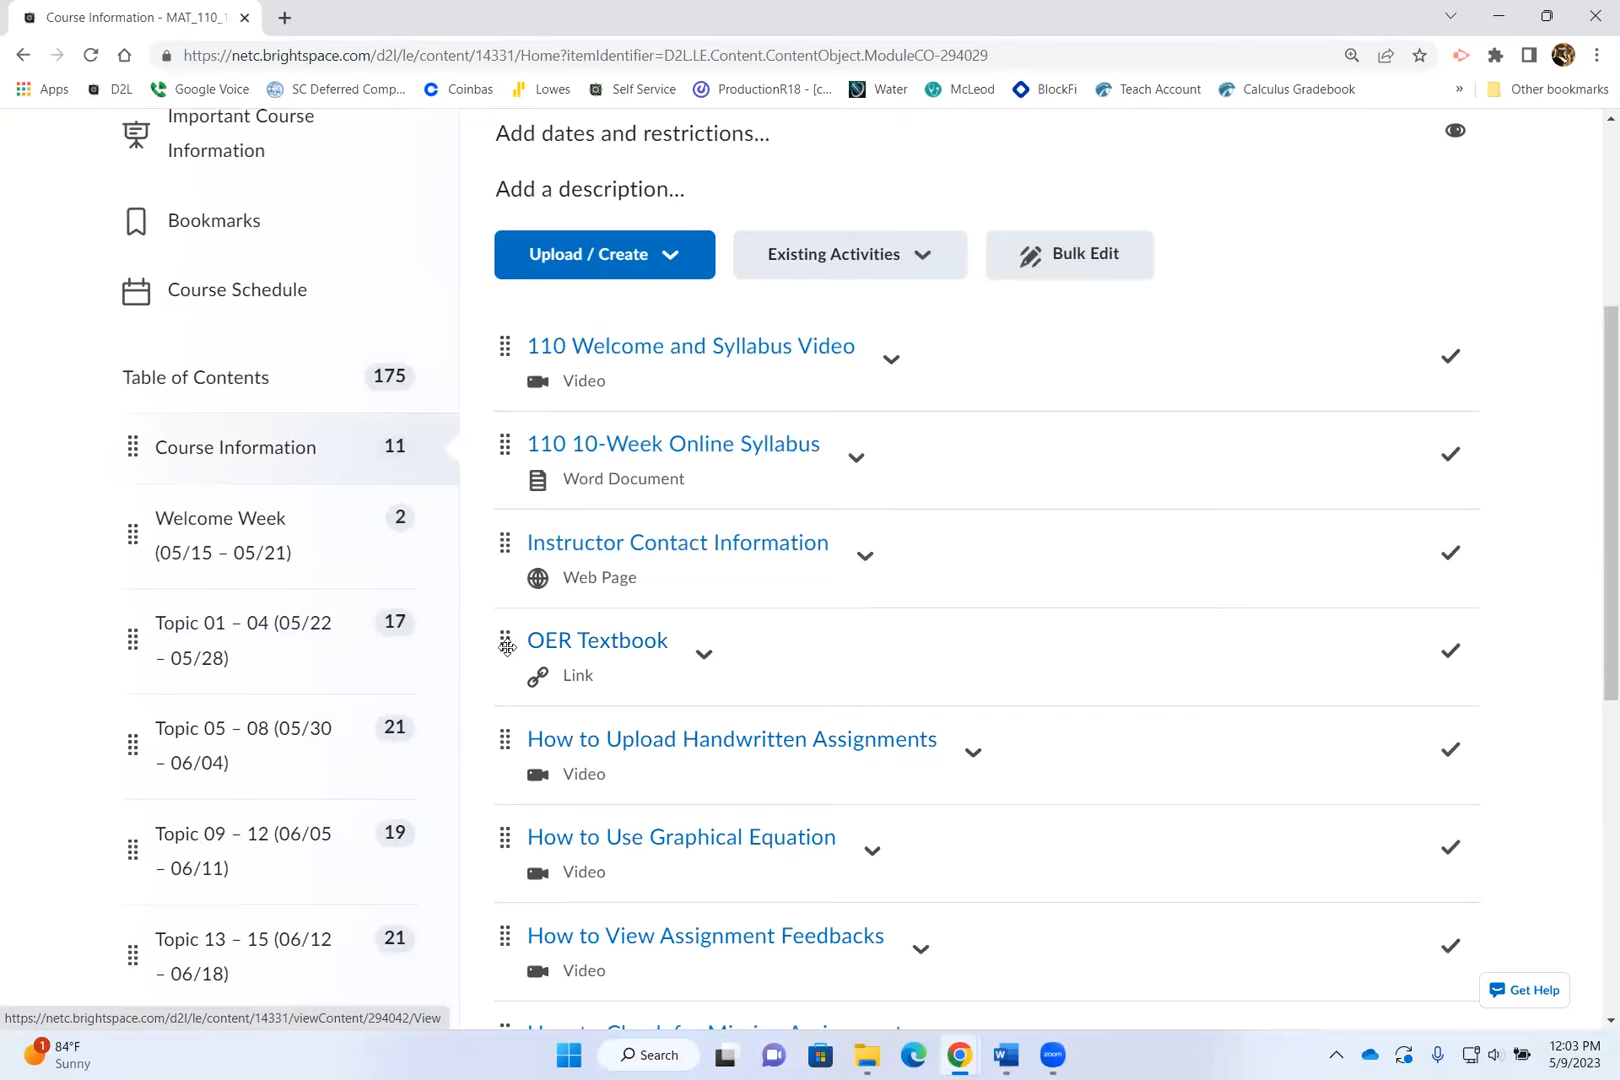 Course Information - MAT_110_
https://netc.brightspace.com/d2l/le/content/14331/Home?itemIdentifier=D2L.LE.Content.ContentObject.ModuleCO-294029
Apps
D2L
Google Voice
SC Deferred Comp...
Coinbas
Lowes
Self Service
ProductionR18 - [c...
Water
McLeod
BlockFi
Teach Account
Calculus Gradebook
»
Other bookmarks
Important Course
Information
Bookmarks
Course Schedule
Table of Contents 175
Course Information 11
Welcome Week 2
(05/15 – 05/21)
Topic 01 – 04 (05/22 17
– 05/28)
Topic 05 – 08 (05/30 21
– 06/04)
Topic 09 – 12 (06/05 19
– 06/11)
Topic 13 – 15 (06/12 21
– 06/18)
Add dates and restrictions...
Add a description...
Upload / Create
Existing Activities
Bulk Edit
110 Welcome and Syllabus Video
Video
110 10-Week Online Syllabus
Word Document
Instructor Contact Information
Web Page
OER Textbook
Link
How to Upload Handwritten Assignments
Video
How to Use Graphical Equation
Video
How to View Assignment Feedbacks
Video
Get Help
https://netc.brightspace.com/d2l/le/content/14331/viewContent/294042/View
1
84°F
Sunny
Search
zoom
12:03 PM
5/9/2023